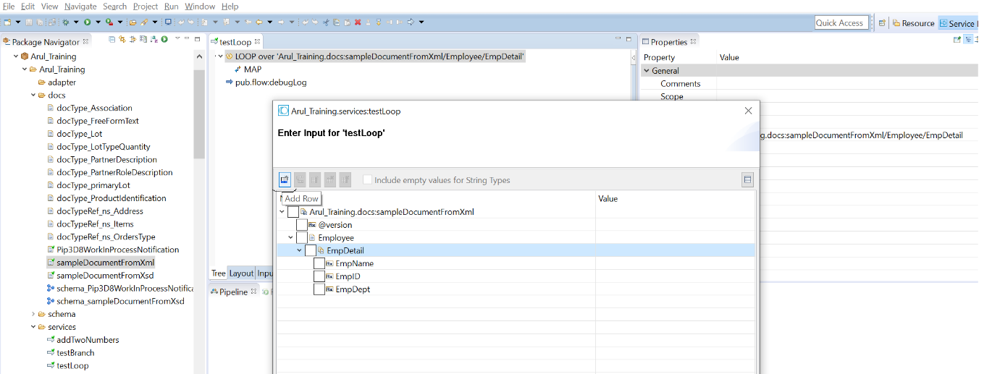 File Edit View Navigate Search Project Run Window Help
Quick Access
Resource
Service
Package Navigator
Arul_Training
Arul_Training
adapter
docs
docType_Association
docType_FreeFormText
docType_Lot
docType_LotTypeQuantity
docType_PartnerDescription
docType_PartnerRoleDescription
docType_primaryLot
docType_ProductIdentification
docTypeRef_ns_Address
docTypeRef_ns_Items
docTypeRef_ns_OrdersType
Pip3D8WorkInProcessNotification
sampleDocumentFromXml
sampleDocumentFromXsd
schema_Pip3D8WorkInProcessNotifica
schema_sampleDocumentFromXsd
schema
services
addTwoNumbers
testBranch
testLoop
testLoop
LOOP over 'Arul_Training.docs:sampleDocumentFromXml/Employee/EmpDetail'
MAP
pub.flow:debugLog
Tree Layout Inpu
Pipeline
Properties
Property Value
General
Comments
Scope
g.docs:sampleDocumentFromXml/Employee/EmpDetail
Arul_Training.services:testLoop
Enter Input for 'testLoop'
Include empty values for String Types
Add Row
Value
Arul_Training.docs:sampleDocumentFromXml
@version
Employee
EmpDetail
EmpName
EmpID
EmpDept